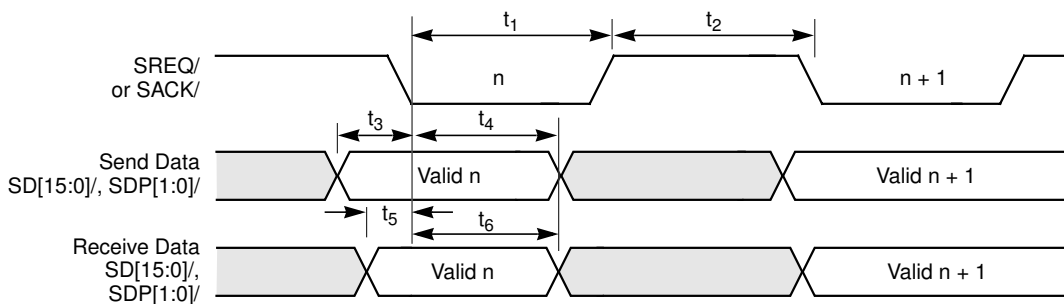 t1 t2
SREQ/
or SACK/
n n + 1
t3 t4
Send Data
SD[15:0]/, SDP[1:0]/
Valid n Valid n + 1
t5 t6
Receive Data
SD[15:0]/,
SDP[1:0]/
Valid n Valid n + 1